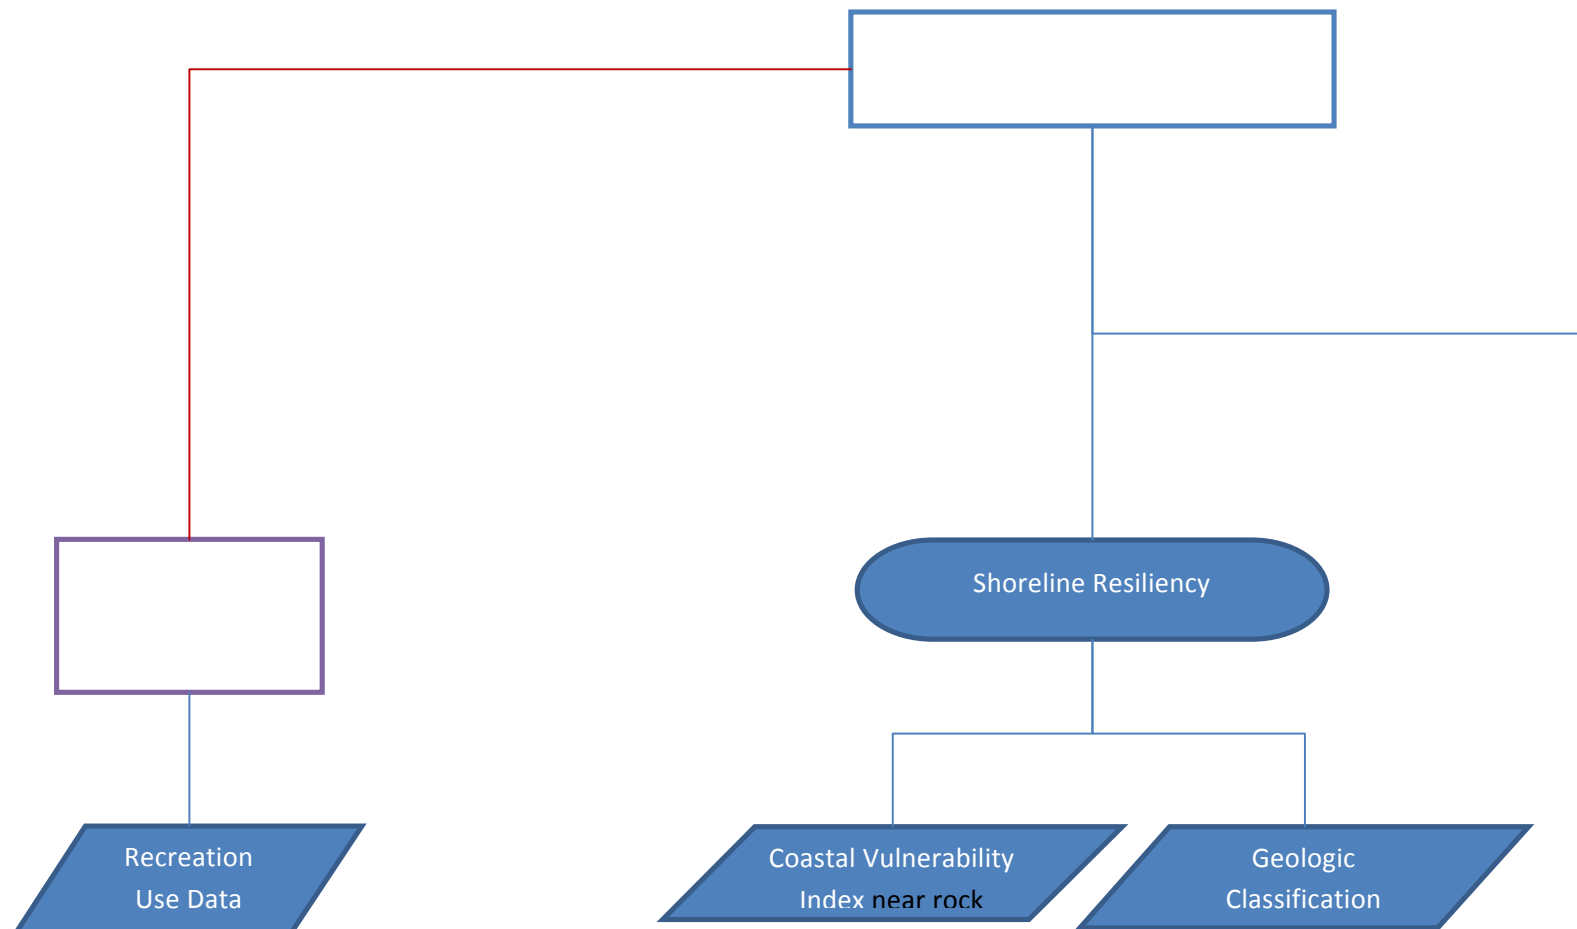 Shoreline Resiliency
Recreation
Use Data
Coastal Vulnerability
Index near rock
Geologic
Classification